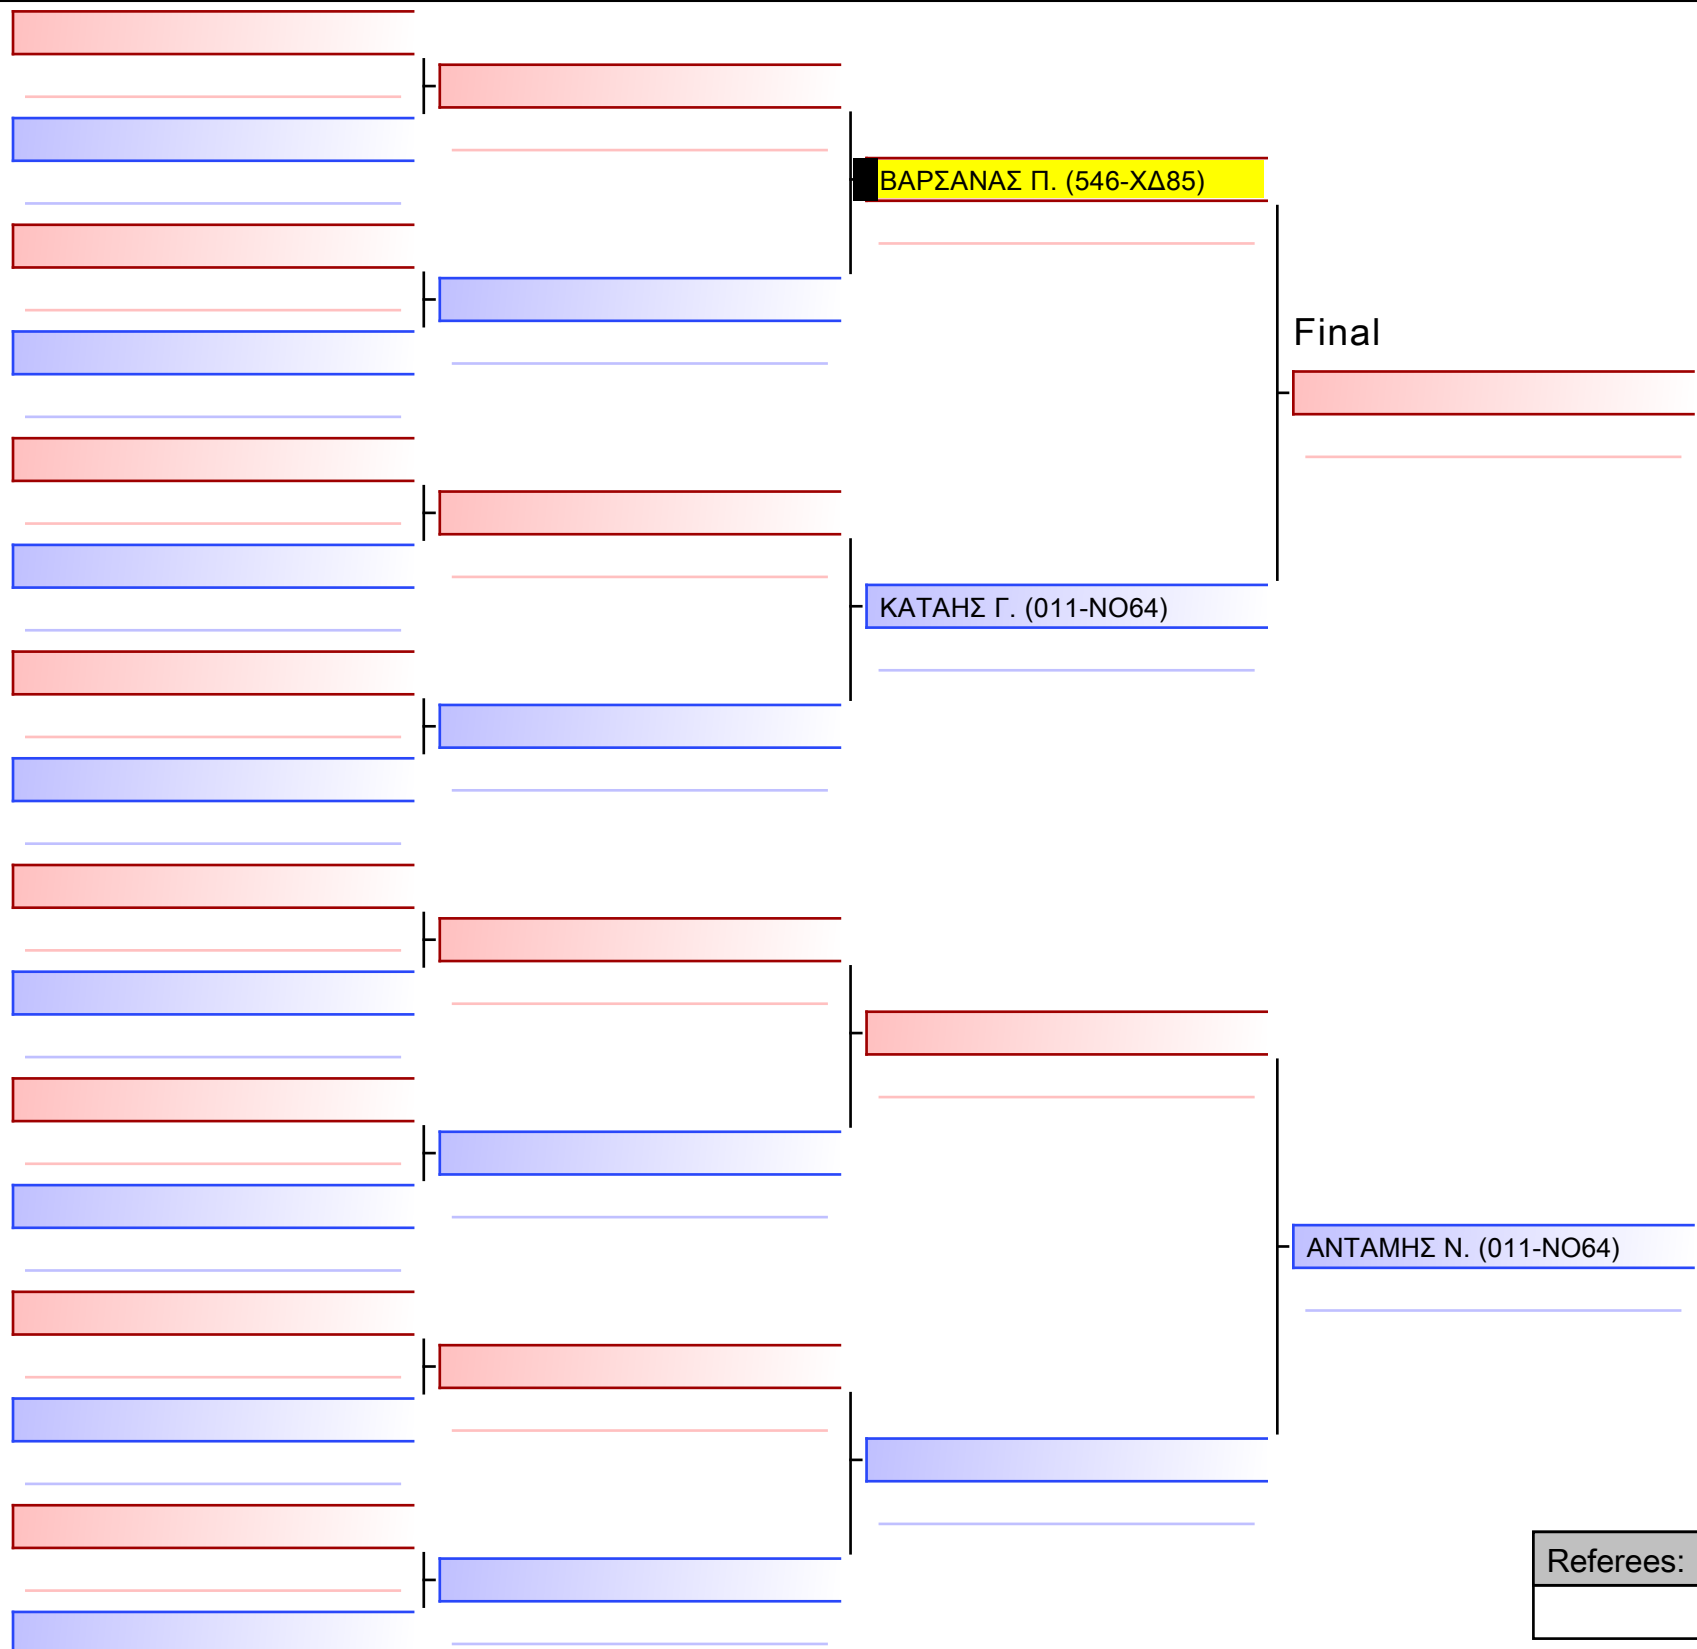 ΒΑΡΣΑΝΑΣ Π. (546-ΧΔ85)
Final
ΚΑΤΑΗΣ Γ. (011-ΝΟ64)
ΑΝΤΑΜΗΣ Ν. (011-ΝΟ64)
Referees: